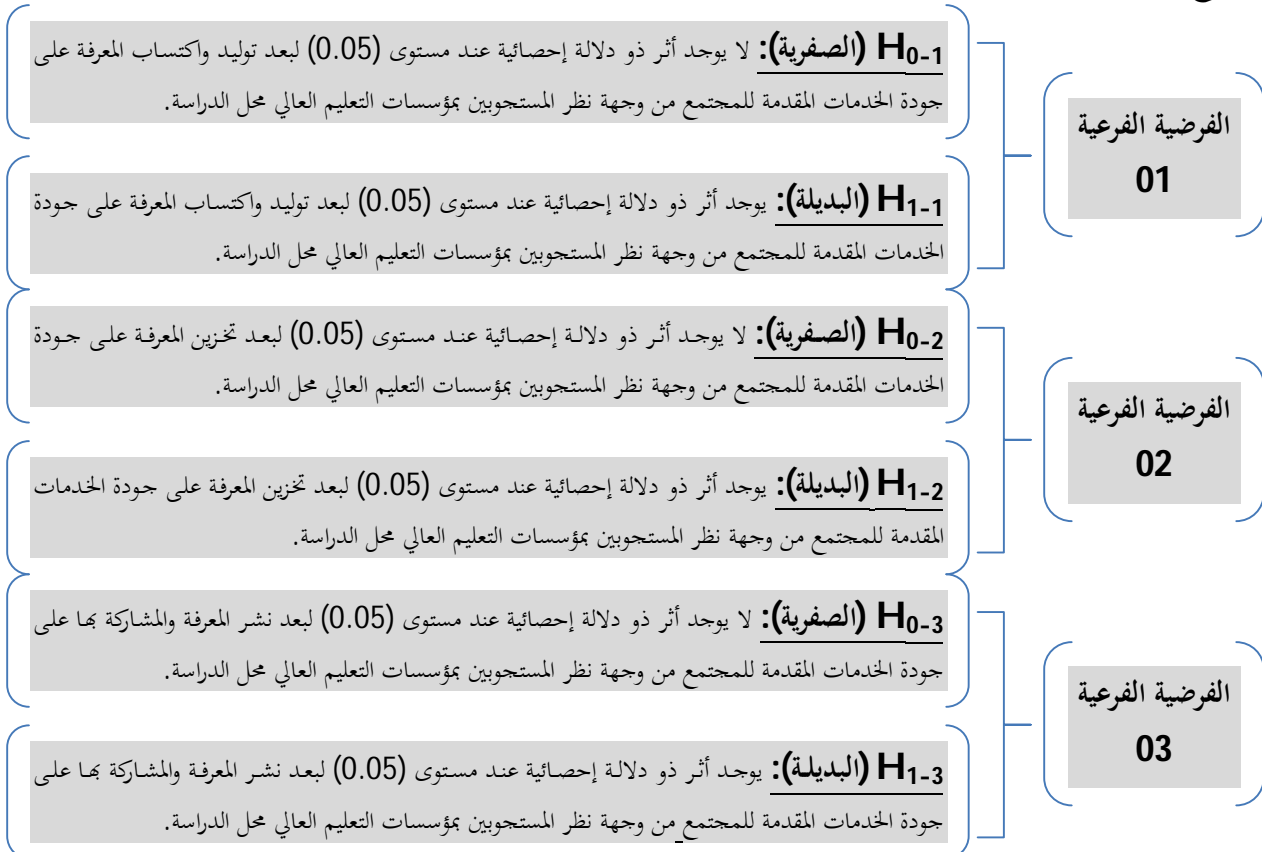 الفرضية الفرعية
01
H0-1 (الصفرية): لا يوجد أثر ذو دلالة إحصائية عند مستوى (0.05) لبعد توليد واكتساب المعرفة على
جودة الخدمات المقدمة للمجتمع من وجهة نظر المستجوبين بمؤسسات التعليم العالي محل الدراسة.
H1-1 (البديلة): يوجد أثر ذو دلالة إحصائية عند مستوى (0.05) لبعد توليد واكتساب المعرفة على جودة
الخدمات المقدمة للمجتمع من وجهة نظر المستجوبين بمؤسسات التعليم العالي محل الدراسة.
الفرضية الفرعية
02
H0-2 (الصفرية): لا يوجد أثر ذو دلالة إحصائية عند مستوى (0.05) لبعد تخزين المعرفة على جودة
الخدمات المقدمة للمجتمع من وجهة نظر المستجوبين بمؤسسات التعليم العالي محل الدراسة.
H1-2 (البديلة): يوجد أثر ذو دلالة إحصائية عند مستوى (0.05) لبعد تخزين المعرفة على جودة الخدمات
المقدمة للمجتمع من وجهة نظر المستجوبين بمؤسسات التعليم العالي محل الدراسة.
الفرضية الفرعية
03
H0-3 (الصفرية): لا يوجد أثر ذو دلالة إحصائية عند مستوى (0.05) لبعد نشر المعرفة والمشاركة بها على
جودة الخدمات المقدمة للمجتمع من وجهة نظر المستجوبين بمؤسسات التعليم العالي محل الدراسة.
H1-3 (البديلة): يوجد أثر ذو دلالة إحصائية عند مستوى (0.05) لبعد نشر المعرفة والمشاركة بها على
جودة الخدمات المقدمة للمجتمع من وجهة نظر المستجوبين بمؤسسات التعليم العالي محل الدراسة.